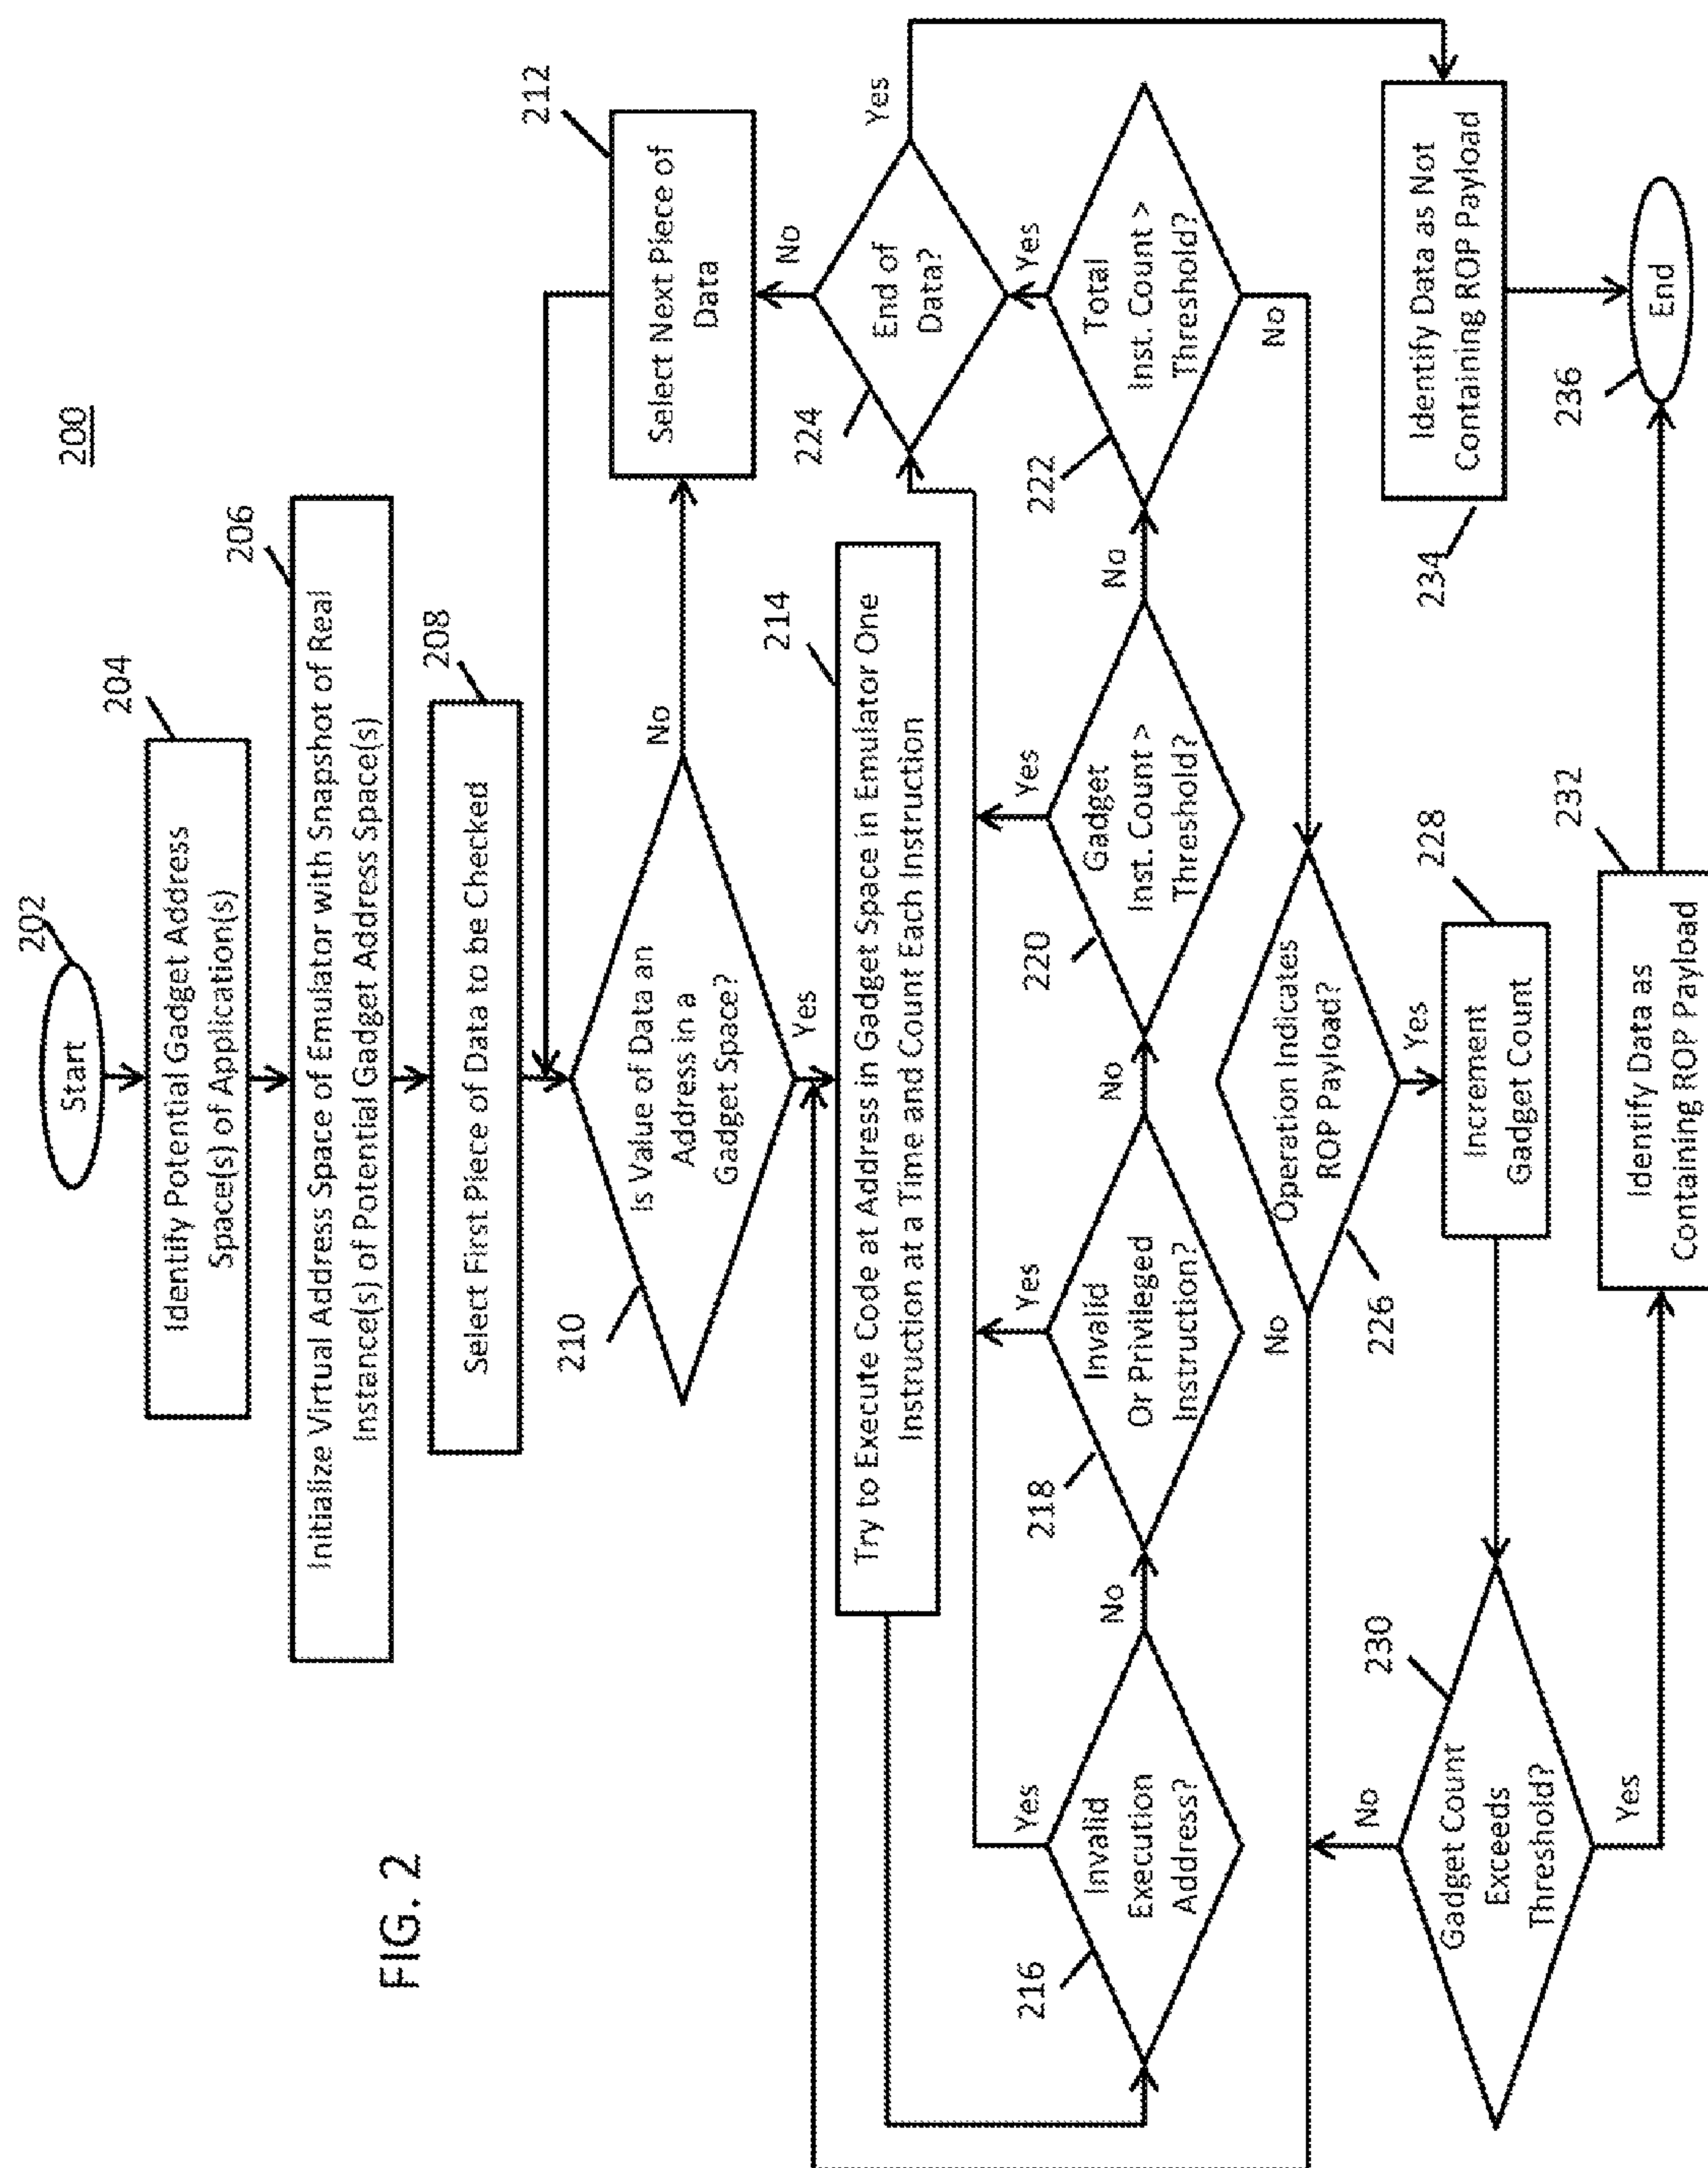 200
FIG. 2
202
Start
204
Identify Potential Gadget Address
Space(s) of Application(s)
206
Initialize Virtual Address Space of Emulator with Snapshot of Real
Instance(s) of Potential Gadget Address Space(s)
208
Select First Piece of Data to be Checked
210
Is Value of Data an
Address in a
Gadget Space?
No
Yes
212
Select Next Piece of
Data
214
Try to Execute Code at Address in Gadget Space in Emulator One
Instruction at a Time and Count Each Instruction
216
Invalid
Execution
Address?
Yes
No
218
Invalid
Or Privileged
Instruction?
Yes
No
220
Gadget
Inst. Count >
Threshold?
Yes
No
222
Total
Inst. Count >
Threshold?
Yes
No
224
End of
Data?
No
Yes
226
Operation Indicates
ROP Payload?
No
Yes
228
Increment
Gadget Count
230
Gadget Count
Exceeds
Threshold?
No
Yes
232
Identify Data as
Containing ROP Payload
234
Identify Data as Not
Containing ROP Payload
236
End